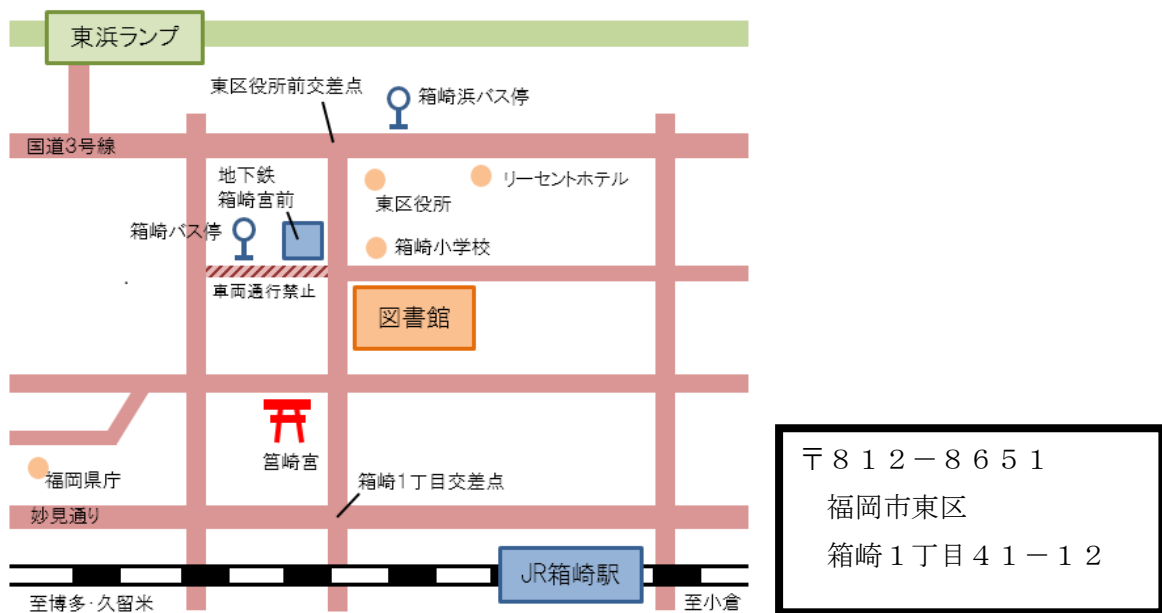 東浜ランプ
東区役所前交差点
箱崎浜バス停
国道3号線
地下鉄
箱崎宮前
リーセントホテル
東区役所
箱崎バス停
箱崎小学校
車両通行禁止
図書館
筥崎宮
福岡県庁
箱崎1丁目交差点
妙見通り
JR箱崎駅
至博多・久留米
至小倉
〒812-8651
福岡市東区
箱崎1丁目41-12